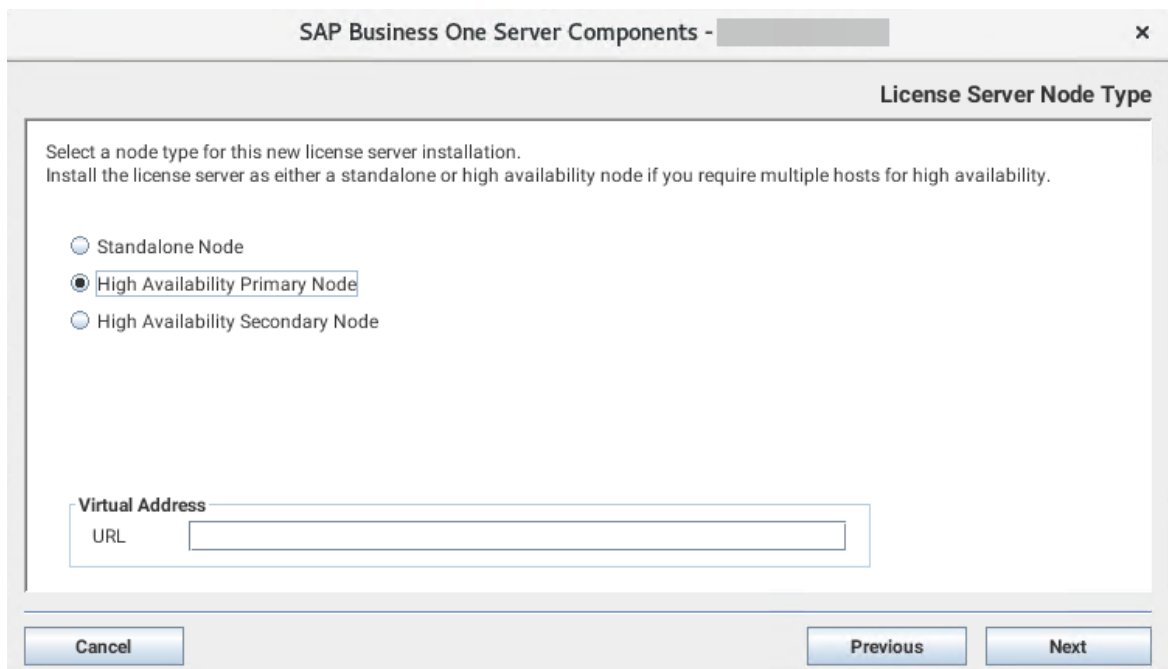 SAP Business One Server Components -
×
License Server Node Type
Select a node type for this new license server installation.
Install the license server as either a standalone or high availability node if you require multiple hosts for high availability.
Standalone Node
High Availability Primary Node
High Availability Secondary Node
Virtual Address
URL
Cancel
Previous
Next